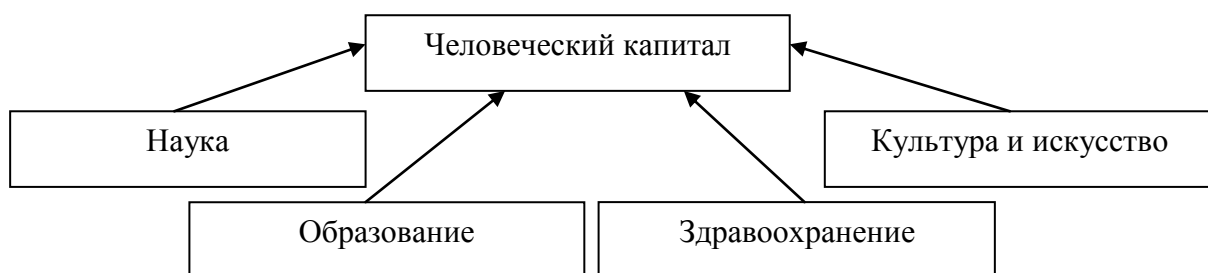 Человеческий капитал
Наука
Культура и искусство
Образование
Здравоохранение